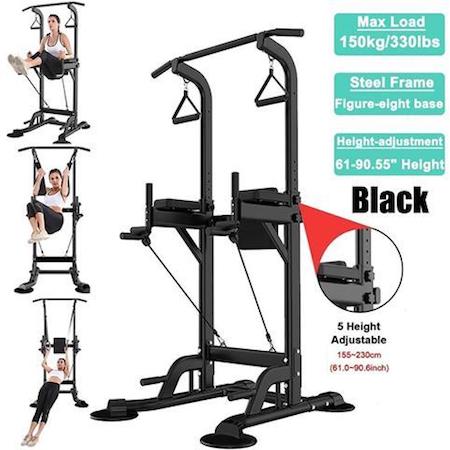 Max Load
150kg/330lbs
Steel Frame
Figure-eight base
Height-adjustment
61-90.55" Height
Black
5 Height
Adjustable
155~230cm
(61.0~90.6inch)